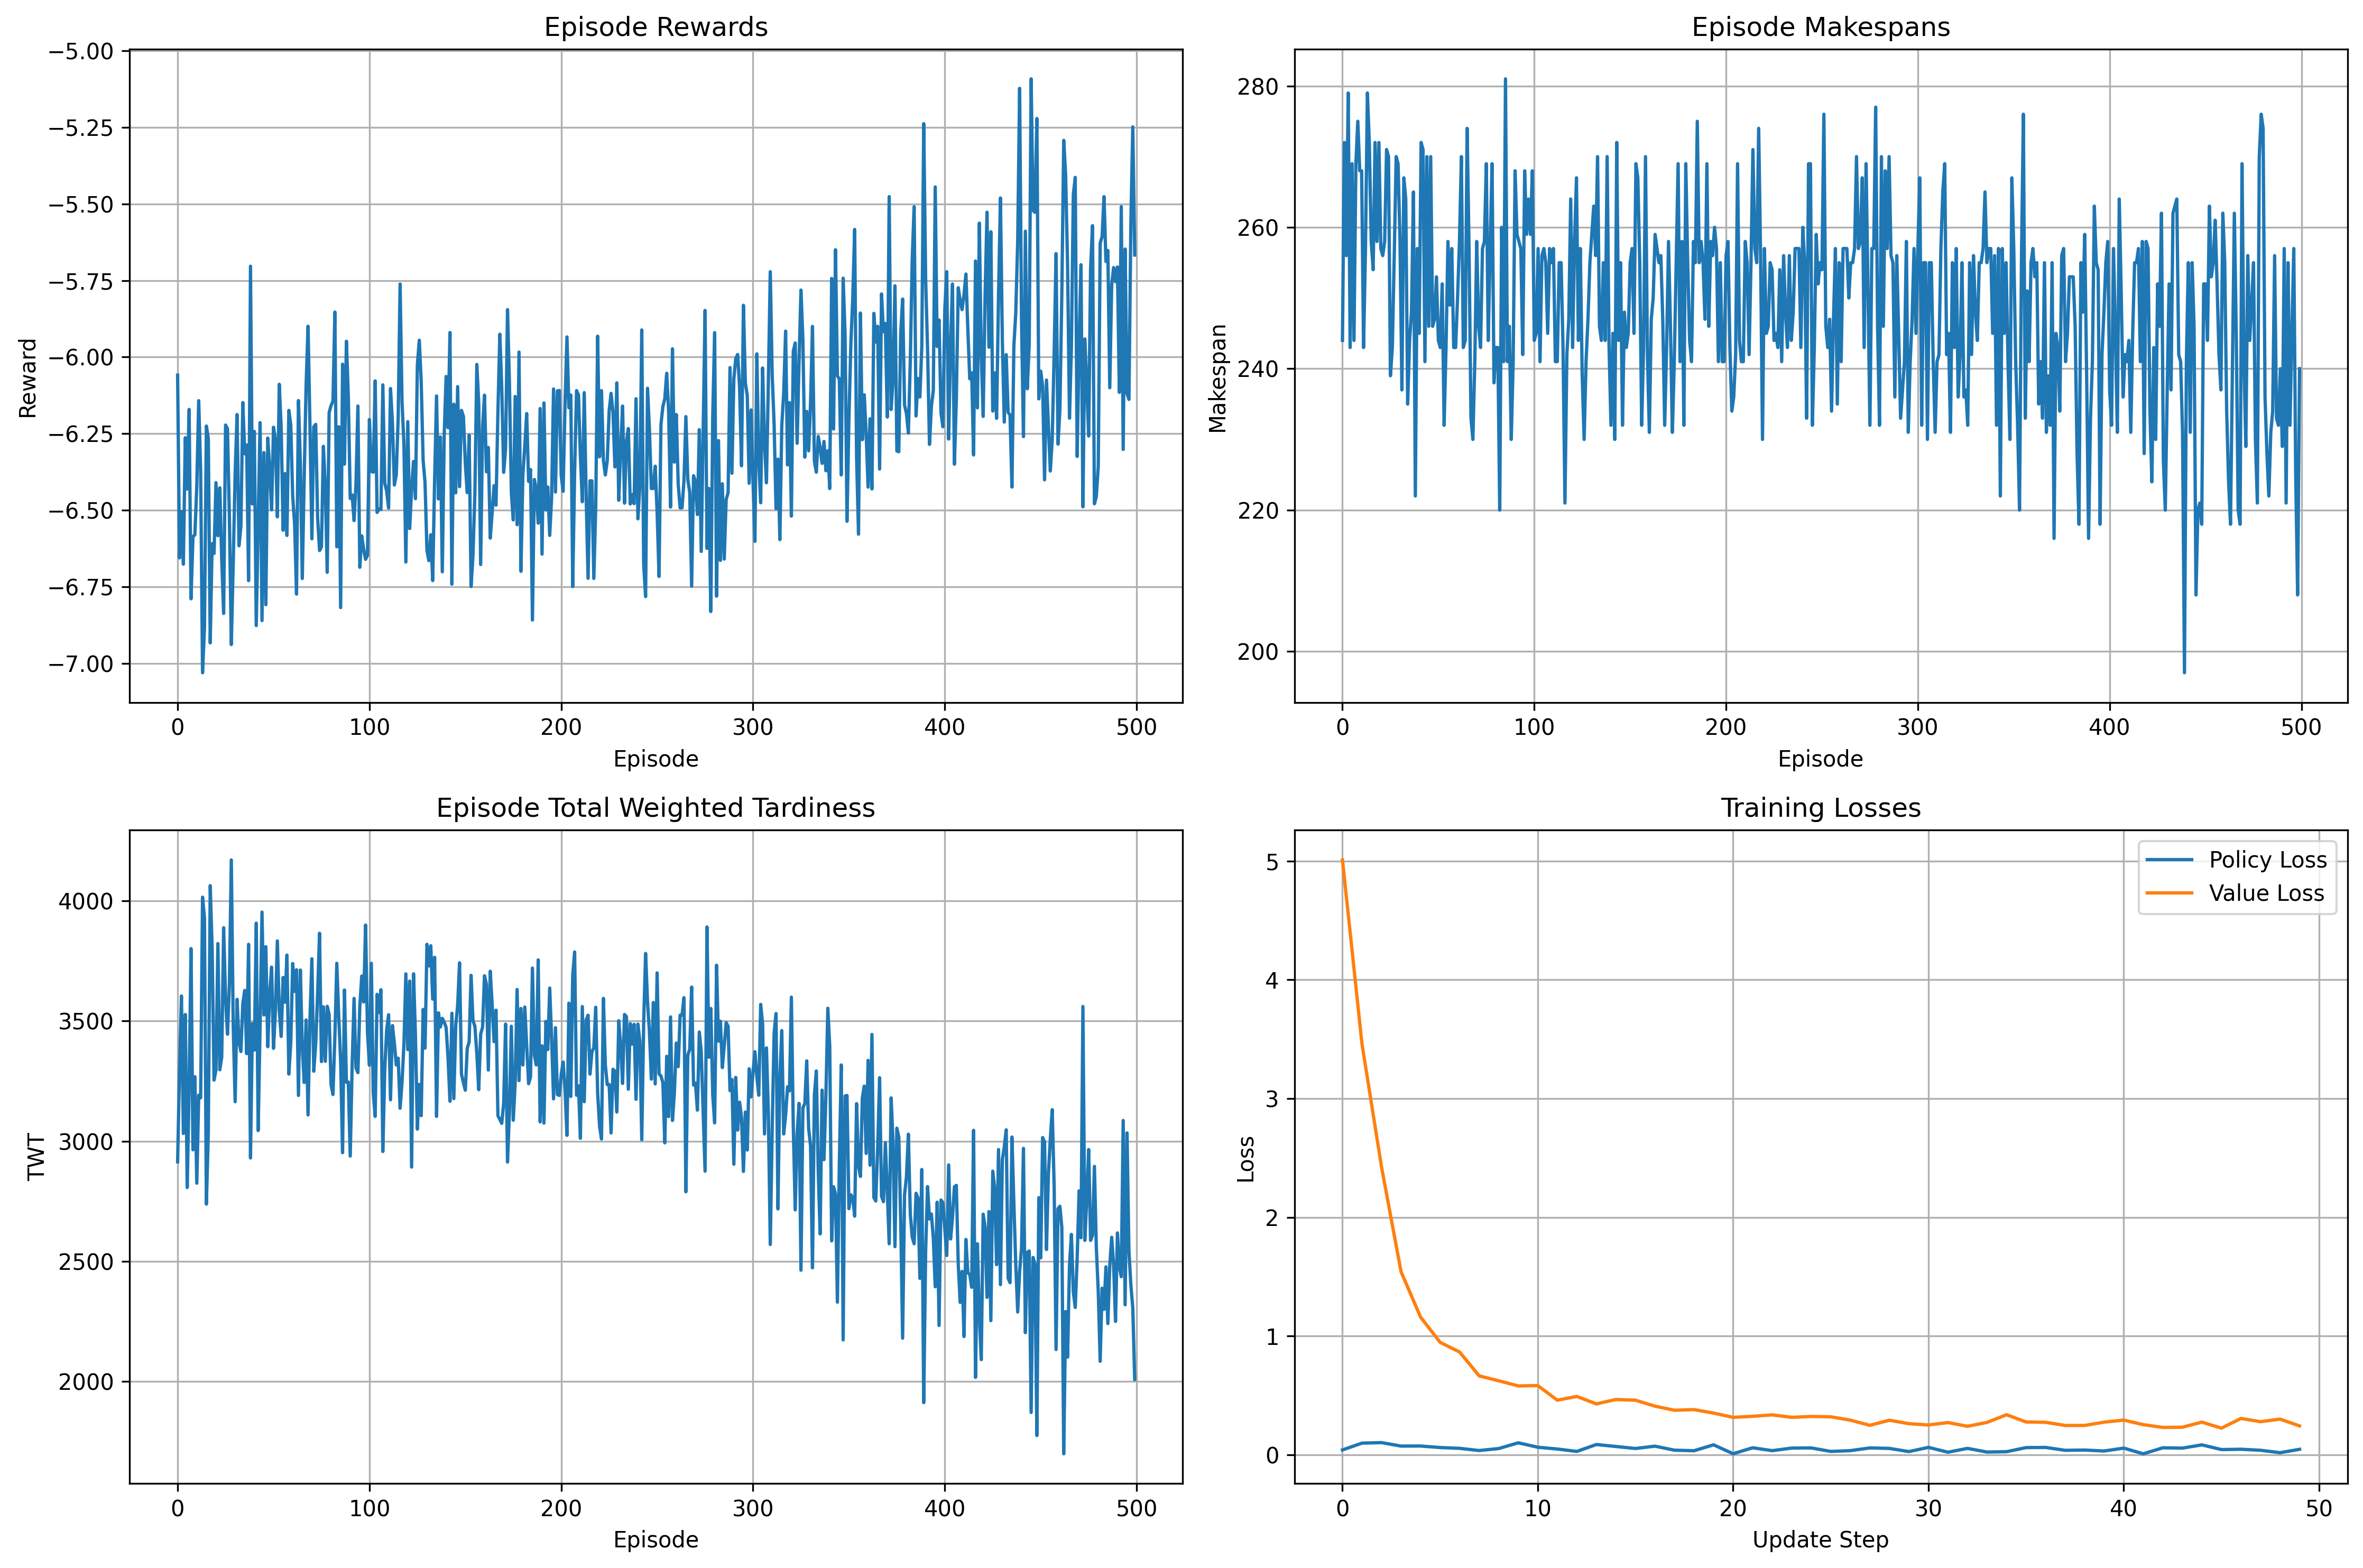 Episode Rewards
−5.00
−5.25
−5.50
−5.75
−6.00
−6.25
−6.50
−6.75
−7.00
Reward
0 100 200 300 400 500
Episode
Episode Makespans
280
260
240
220
200
Makespan
0 100 200 300 400 500
Episode
Episode Total Weighted Tardiness
4000
3500
3000
2500
2000
TWT
0 100 200 300 400 500
Episode
Training Losses
5
4
3
2
1
0
Loss
Policy Loss
Value Loss
0 10 20 30 40 50
Update Step